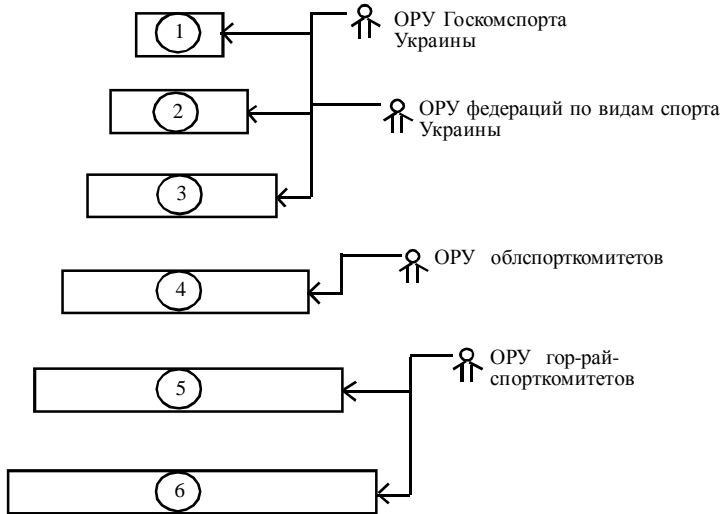 1
ОРУ Госкомспорта
Украины
2
ОРУ федераций по видам спорта
Украины
3
ОРУ облспорткомитетов
4
ОРУ гор-рай-
спорткомитетов
5
6